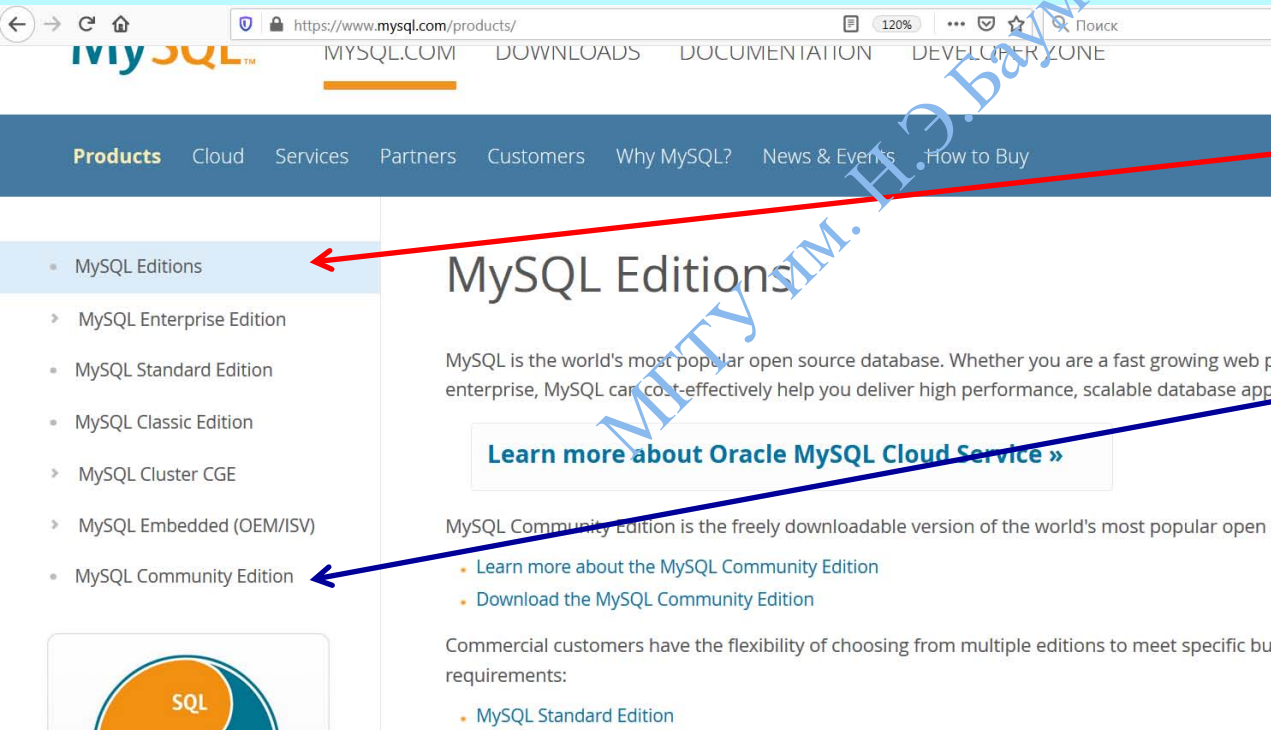 https://www.mysql.com/products/
120%
Поиск
MySQL™
MYSQL.COM DOWNLOADS DOCUMENTATION DEVELOPER ZONE
Products Cloud Services Partners Customers Why MySQL? News & Events How to Buy
MySQL Editions
MySQL Enterprise Edition
MySQL Standard Edition
MySQL Classic Edition
MySQL Cluster CGE
MySQL Embedded (OEM/ISV)
MySQL Community Edition
SQL
MySQL Editions
MySQL is the world's most popular open source database. Whether you are a fast growing web p
enterprise, MySQL can cost-effectively help you deliver high performance, scalable database app
Learn more about Oracle MySQL Cloud Service »
MySQL Community Edition is the freely downloadable version of the world's most popular open
Learn more about the MySQL Community Edition
Download the MySQL Community Edition
Commercial customers have the flexibility of choosing from multiple editions to meet specific bu
requirements:
MySQL Standard Edition
МГТУ им. Н.Э.Баум